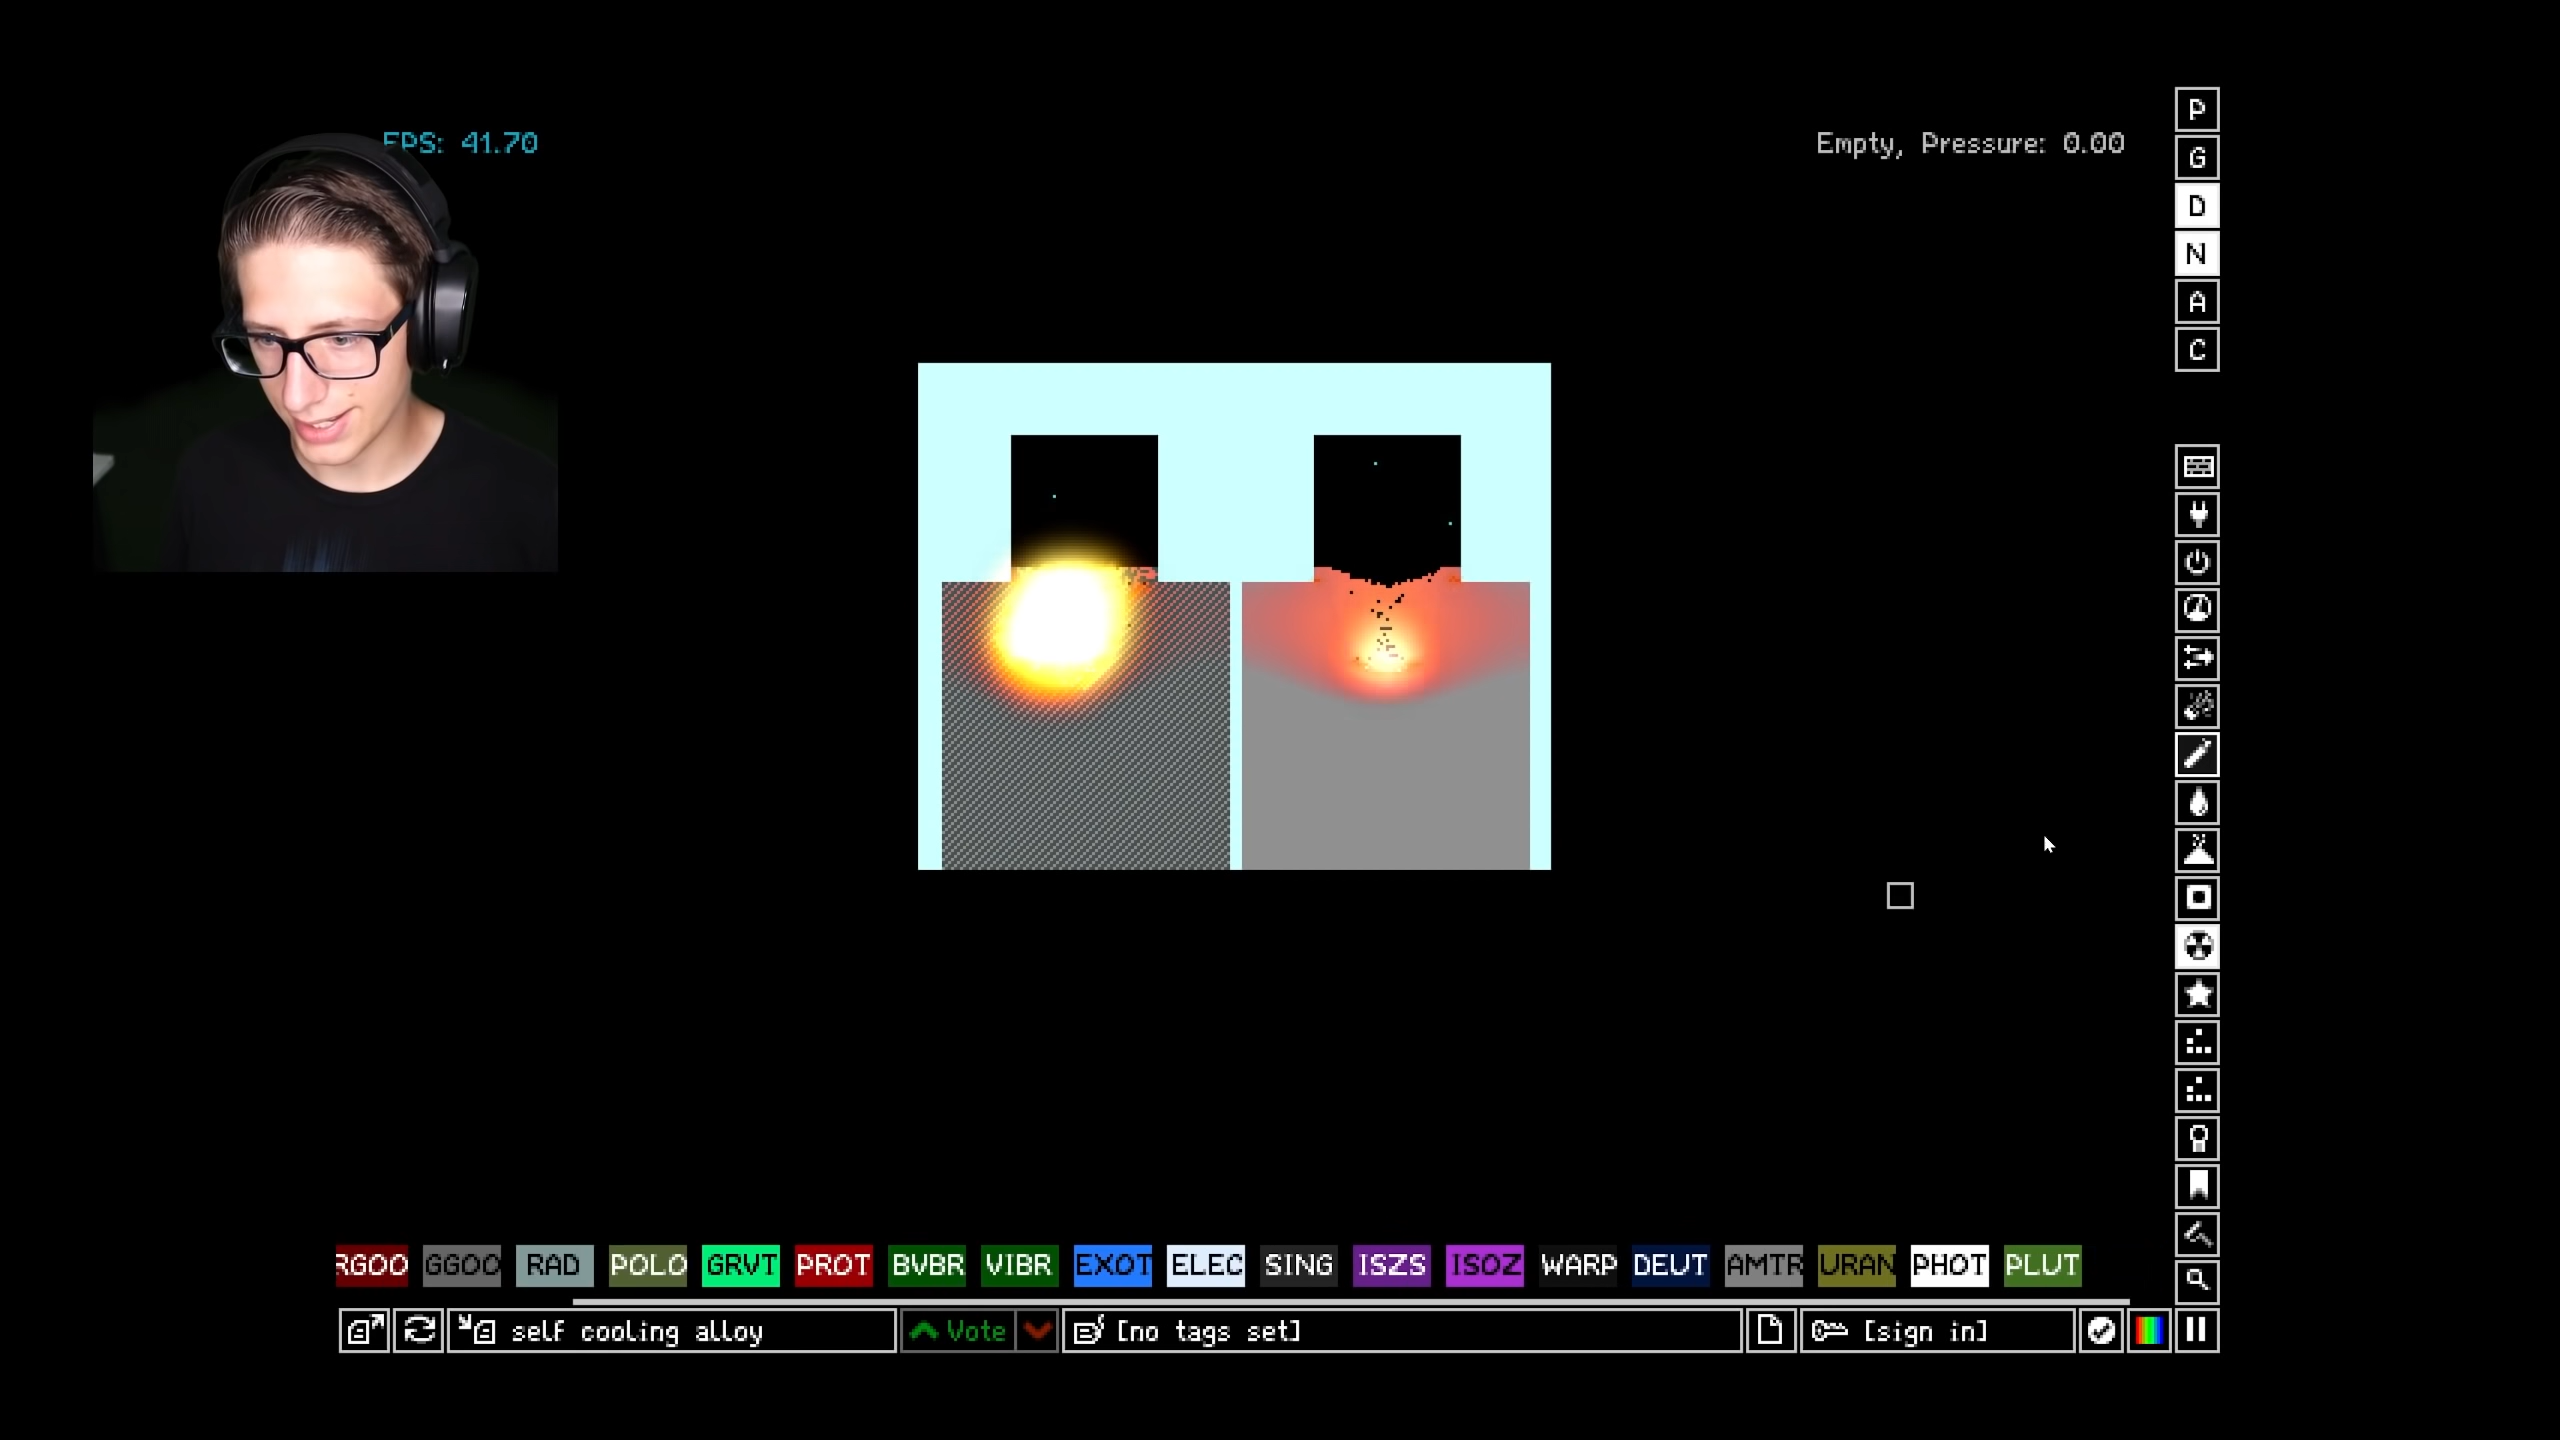 FPS: 41.70
Empty, Pressure: 0.00
P
G
D
N
A
C
RGOO GGOO RAD POLO GRVT PROT BVBR VIBR EXOT ELEC SING ISZS ISOZ WARP DEUT AMTR URAN PHOT PLUT
self cooling alloy Vote [no tags set] [sign in]